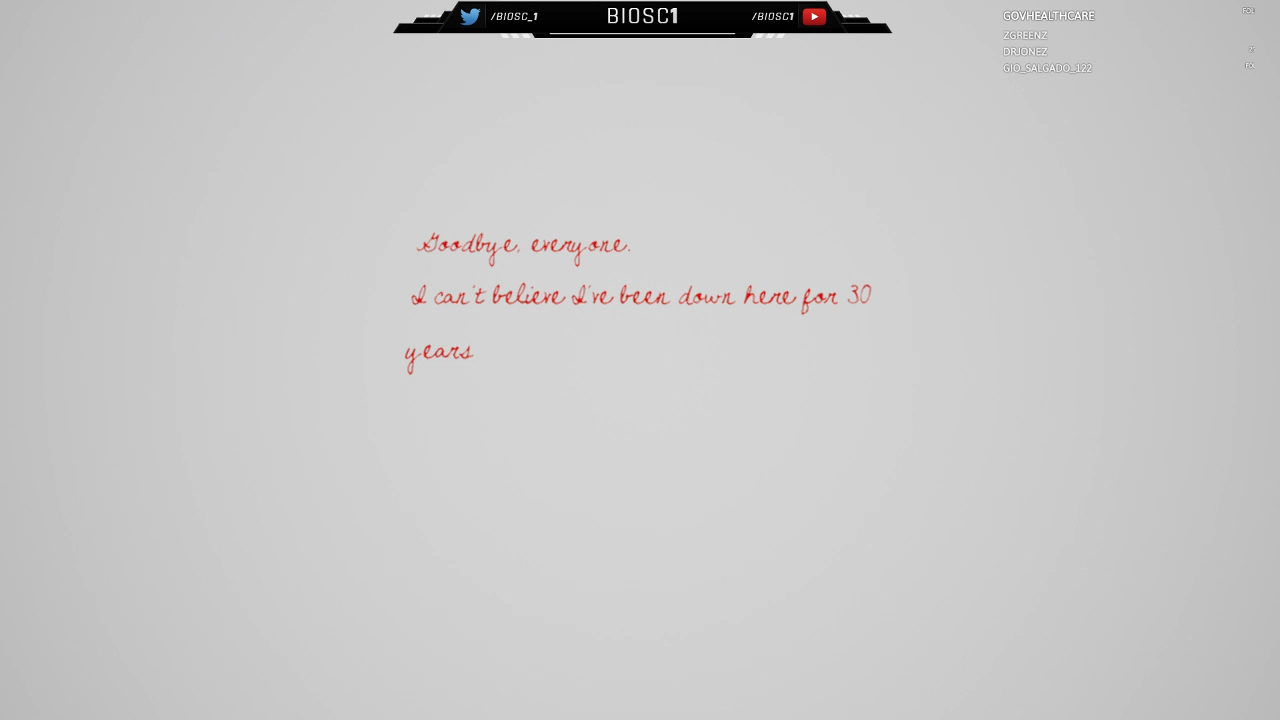 /BIOSC_1
BIOSC1
/BIOSC1
GOVHEALTHCARE
ZGREENZ
DRJONEZ
GIO_SALGADO_122
Goodbye, everyone.
I can't believe I've been down here for 30
years